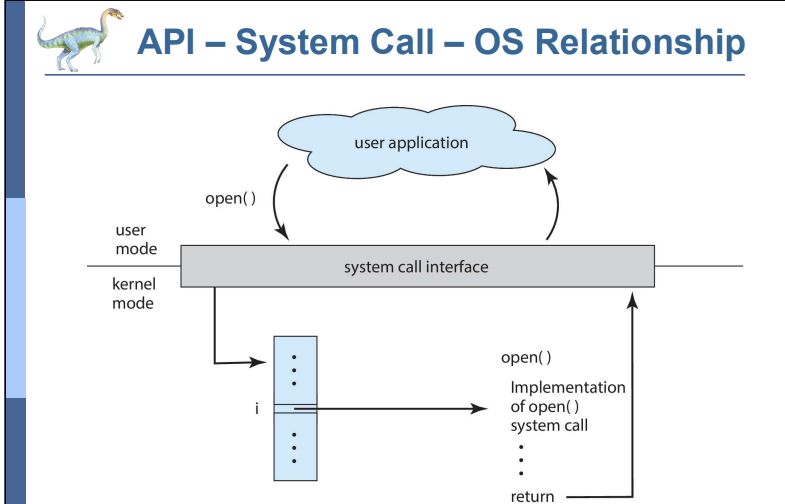 API – System Call – OS Relationship
user application
open( )
user
mode
system call interface
kernel
mode
open( )
Implementation
of open( )
system call
i
return